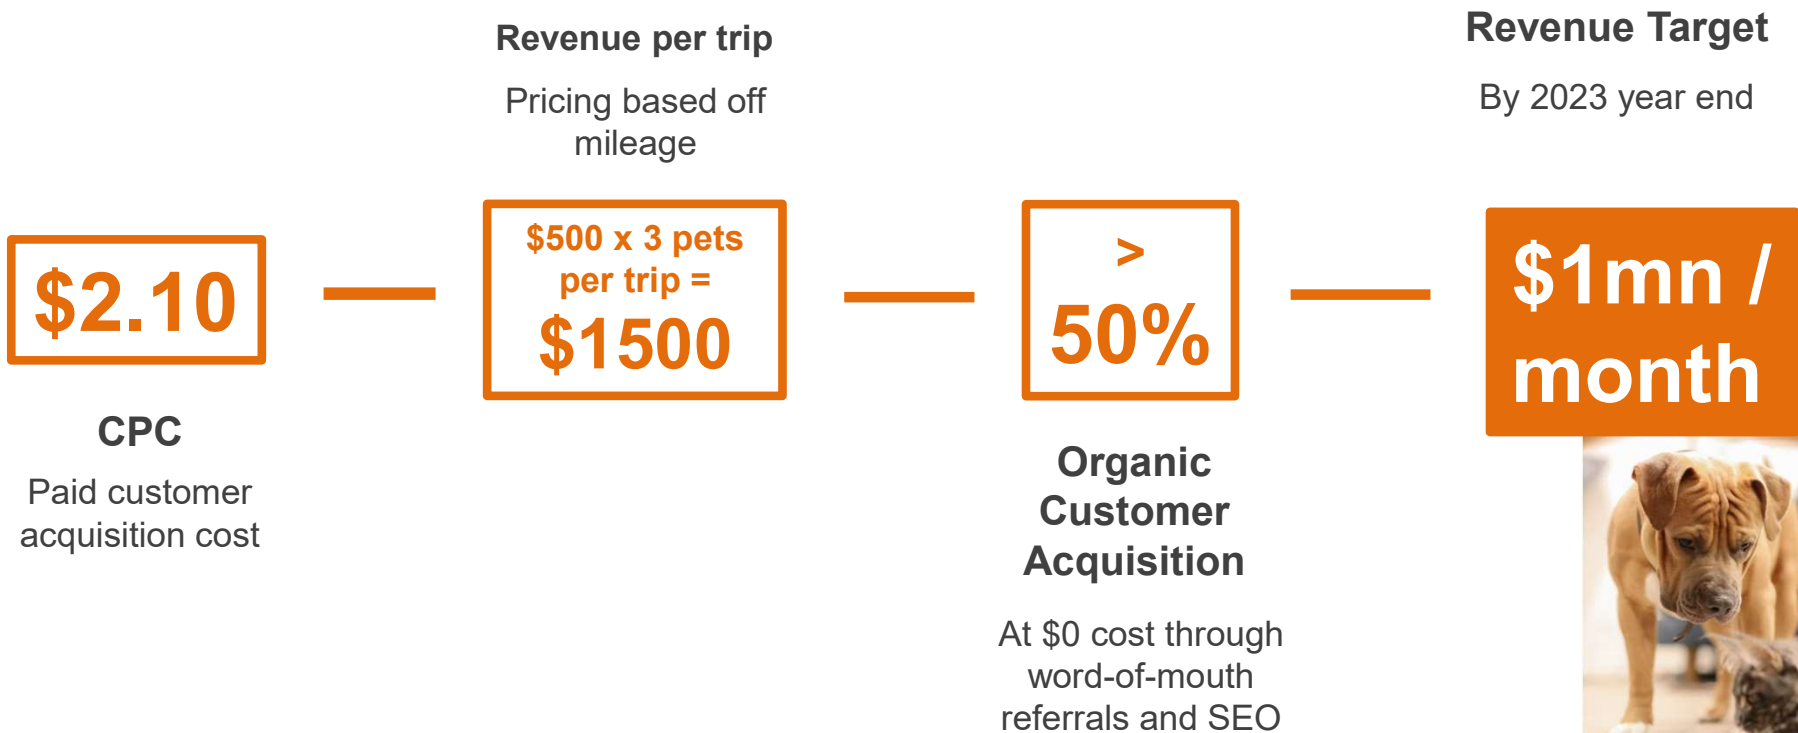 $2.10
CPC
Paid customer
acquisition cost
Revenue per trip
Pricing based off
mileage
$500 x 3 pets
per trip =
$1500
>
50%
Organic
Customer
Acquisition
At $0 cost through
word-of-mouth
referrals and SEO
Revenue Target
By 2023 year end
$1mn /
month